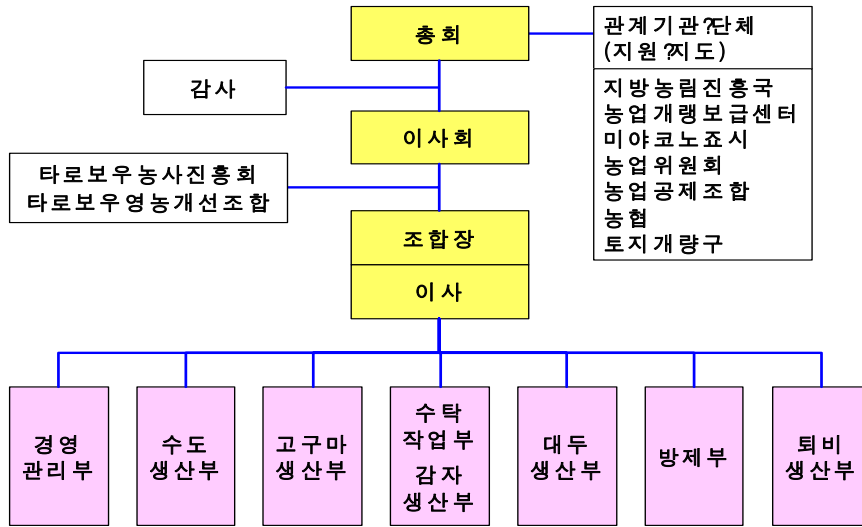 총회
관계기관?단체
(지원?지도)
지방농림진흥국
농업개랭보급센터
미야코노죠시
농업위원회
농업공제조합
농협
토지개량구
감사
이사회
타로보우농사진흥회
타로보우영농개선조합
조합장
이사
경영
관리부
수도
생산부
고구마
생산부
수탁
작업부
감자
생산부
대두
생산부
방제부
퇴비
생산부